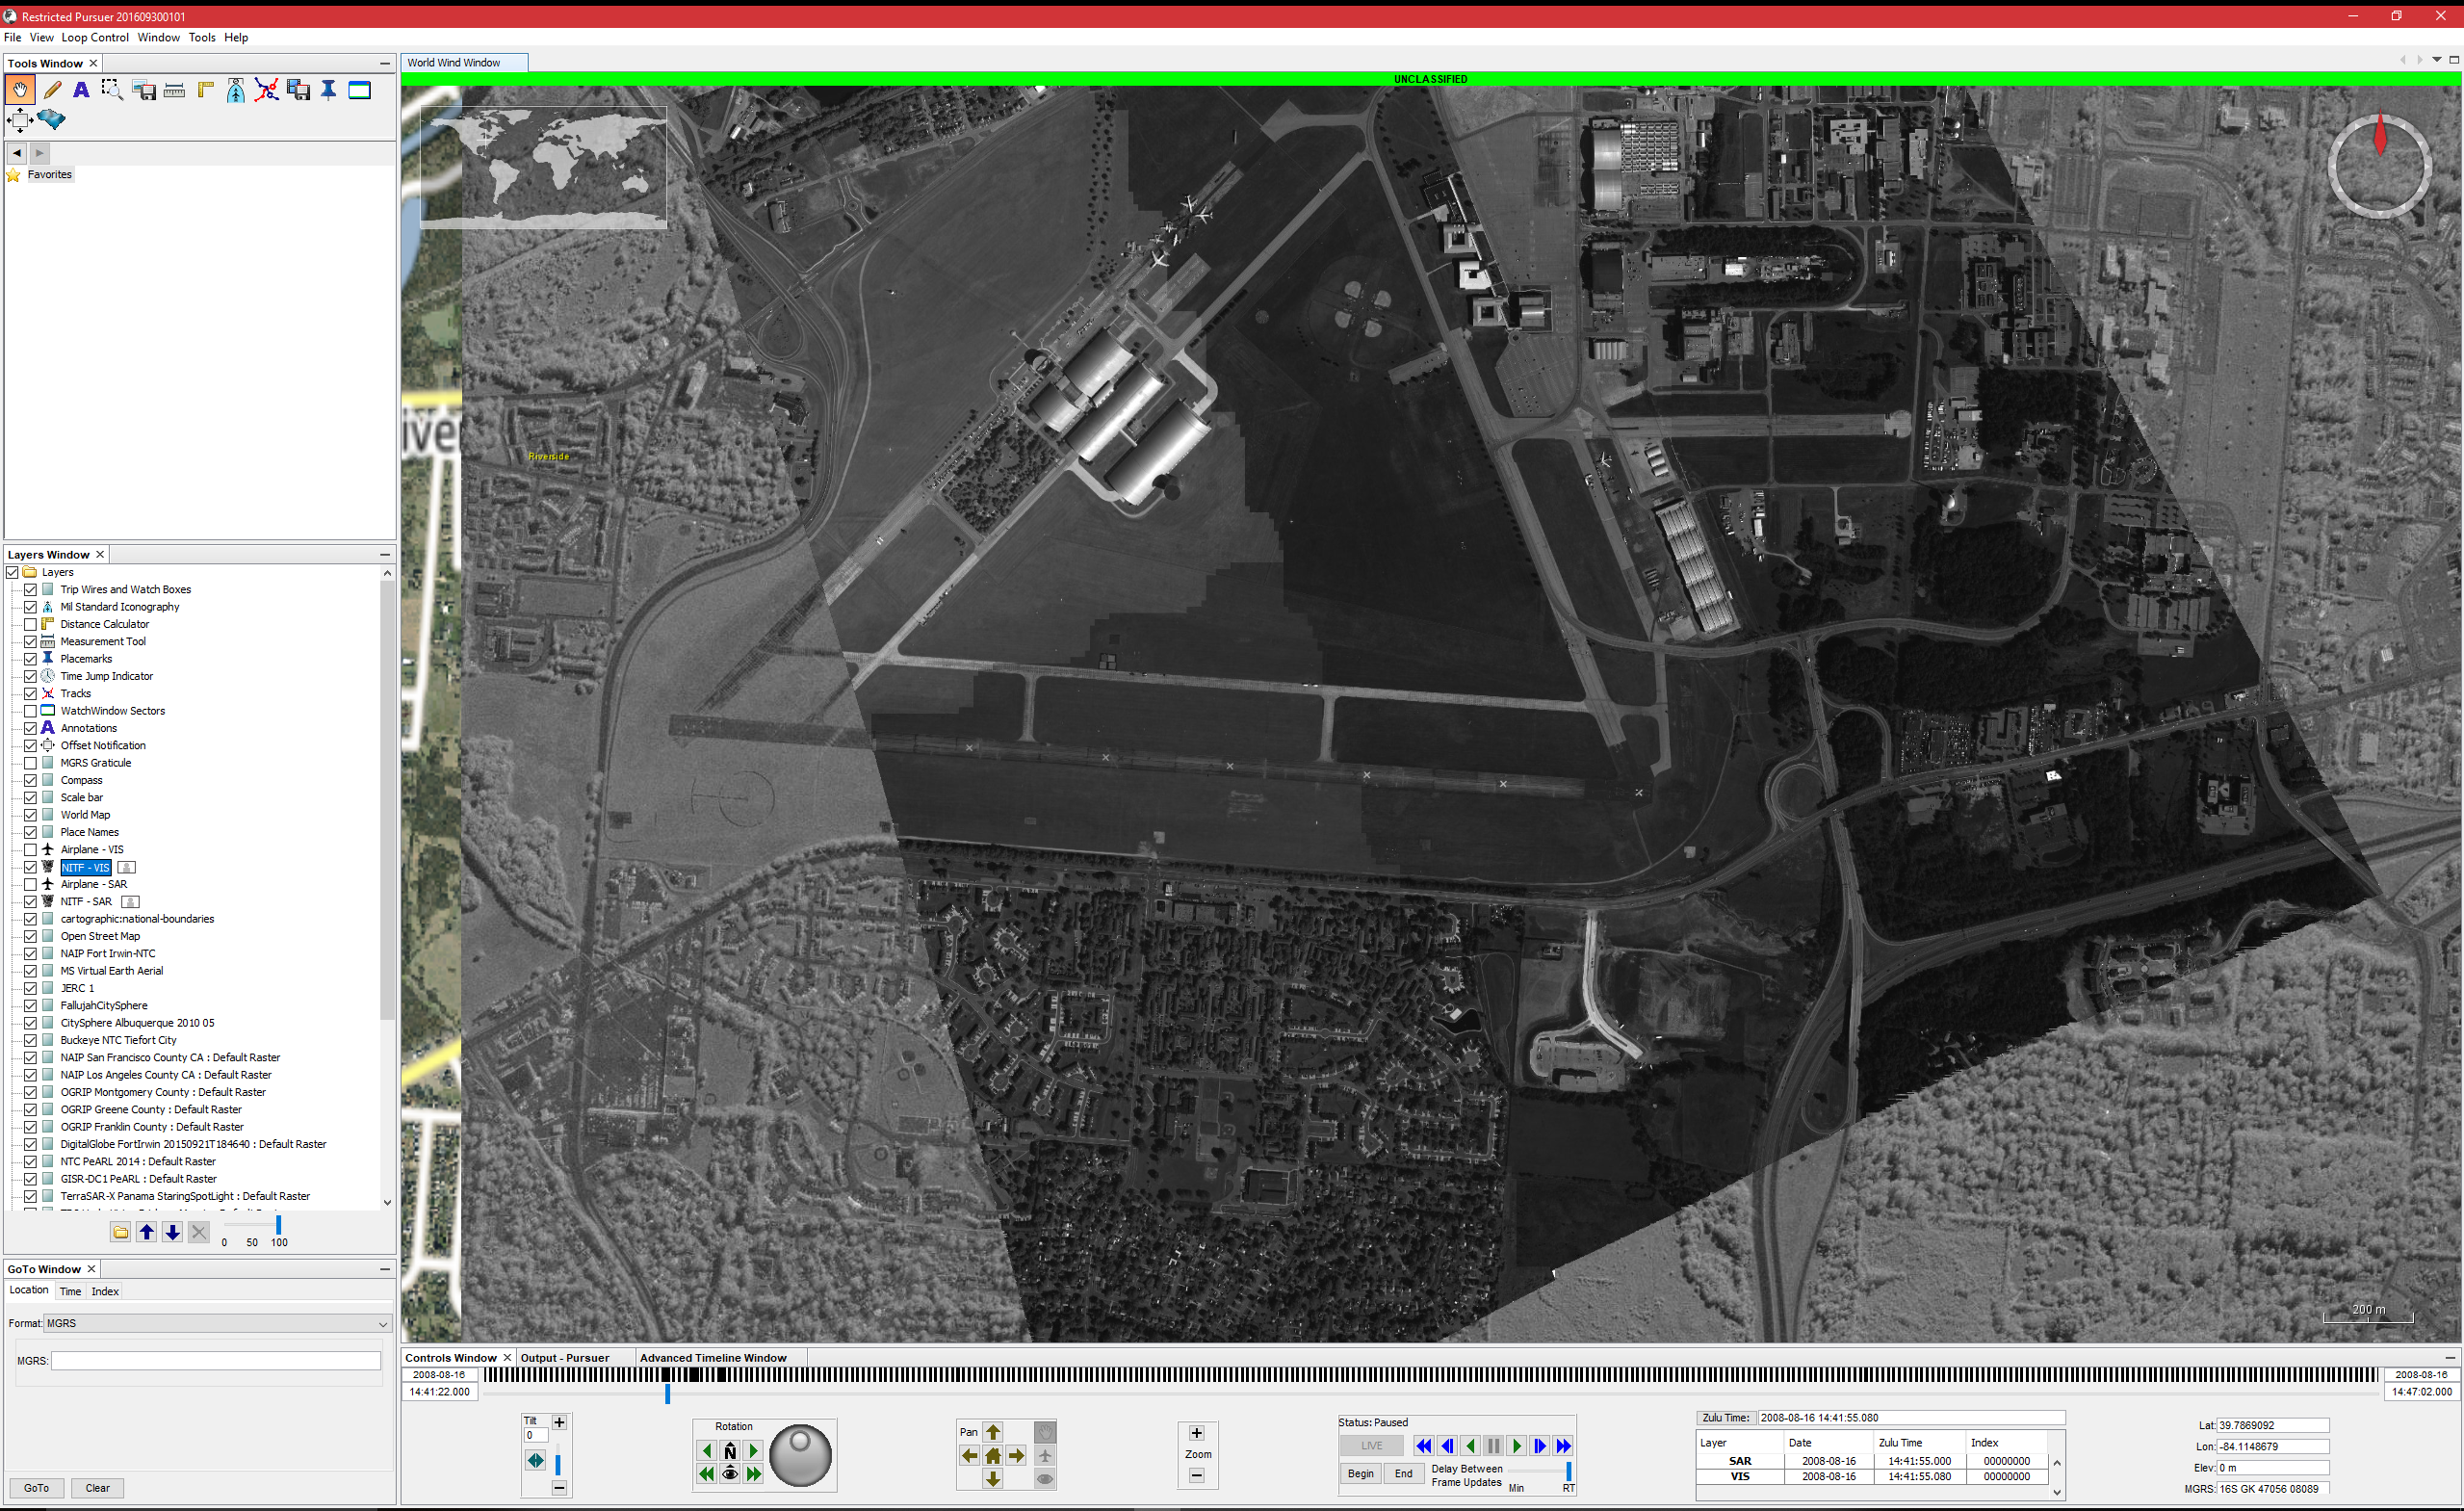 Restricted Pursuer 201609300101
File View Loop Control Window Tools Help
Tools Window
Favorites
Layers Window
Layers
Trip Wires and Watch Boxes
Mil Standard Iconography
Distance Calculator
Measurement Tool
Placemarks
Time Jump Indicator
Tracks
WatchWindow Sectors
Annotations
Offset Notification
MGRS Graticule
Compass
Scale bar
World Map
Place Names
Airplane - VIS
NITF - VIS
Airplane - SAR
NITF - SAR
cartographic:national-boundaries
Open Street Map
NAIP Fort Irwin-NTC
MS Virtual Earth Aerial
JERC 1
FallujahCitySphere
CitySphere Albuquerque 2010 05
Buckeye NTC Tiefort City
NAIP San Francisco County CA : Default Raster
NAIP Los Angeles County CA : Default Raster
OGRIP Montgomery County : Default Raster
OGRIP Greene County : Default Raster
OGRIP Franklin County : Default Raster
DigitalGlobe FortIrwin 20150921T184640 : Default Raster
NTC PeARL 2014 : Default Raster
GISR-DC1 PeARL : Default Raster
TerraSAR-X Panama StaringSpotLight : Default Raster
0 50 100
GoTo Window
Location Time Index
Format: MGRS
MGRS:
GoTo Clear
World Wind Window
UNCLASSIFIED
iver
Riverside
200 m
Controls Window Output - Pursuer Advanced Timeline Window
2008-08-16
14:41:22.000
2008-08-16
14:47:02.000
Tilt
0
Rotation
N
Pan
Zoom
Status: Paused
LIVE
Begin End Delay Between Frame Updates Min RT
Zulu Time: 2008-08-16 14:41:55.080
Layer Date Zulu Time Index
SAR 2008-08-16 14:41:55.000 00000000
VIS 2008-08-16 14:41:55.080 00000000
Lat: 39.7869092
Lon: -84.1148679
Elev: 0 m
MGRS: 16S GK 47056 08089